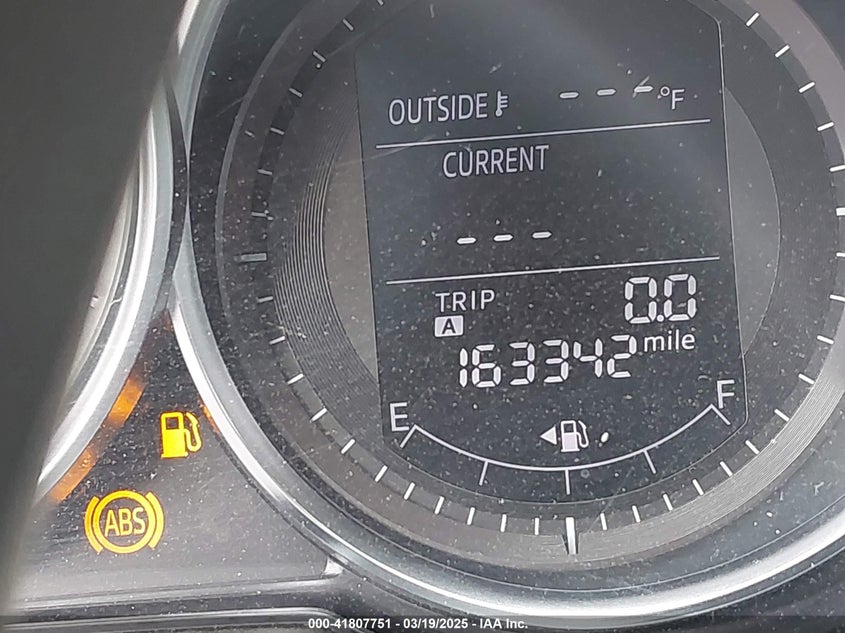 OUTSIDE - - - °F
CURRENT
- - -
TRIP A 0.0
163342 mile
E F
ABS
000-41807751 - 03/19/2025 - IAA Inc.